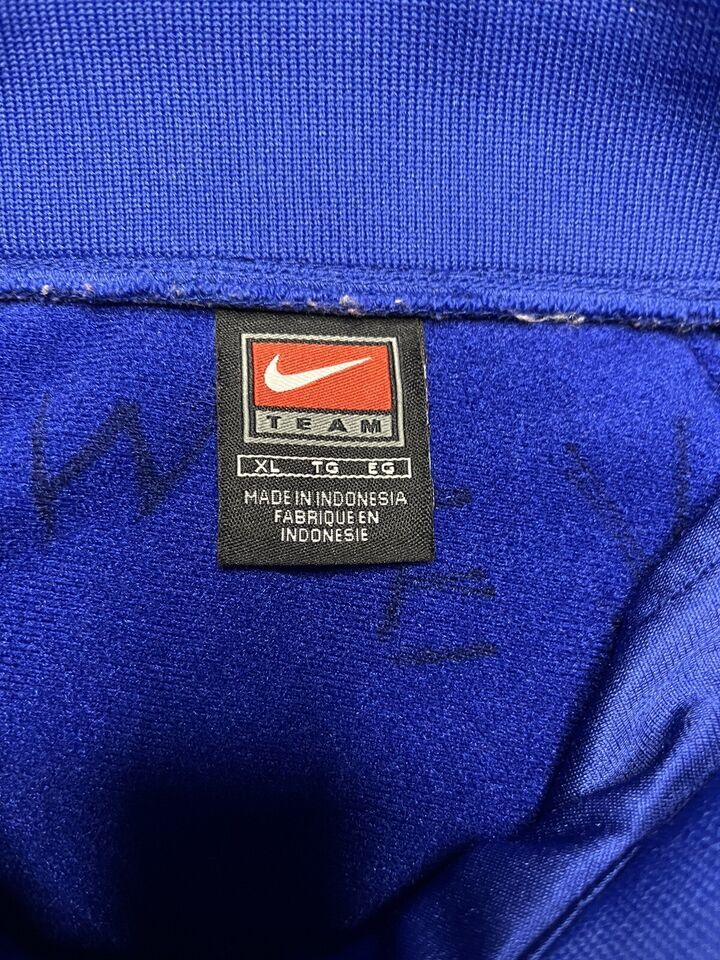 TEAM
XL TG EG
MADE IN INDONESIA
FABRIQUE EN
INDONESIE